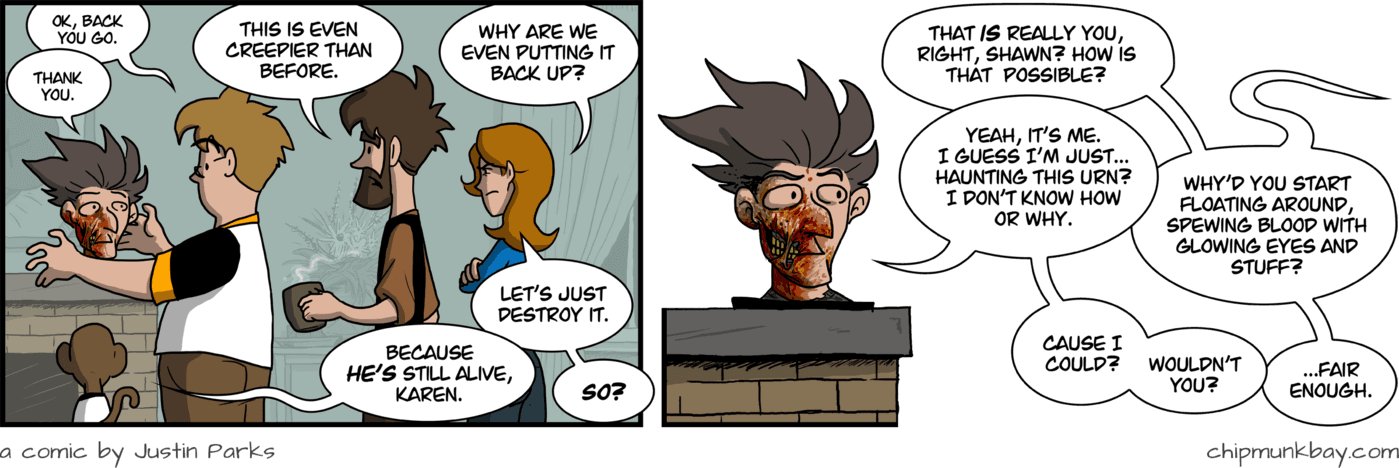 OK, BACK
YOU GO.
THANK
YOU.
THIS IS EVEN
CREEPIER THAN
BEFORE.
WHY ARE WE
EVEN PUTTING IT
BACK UP?
LET'S JUST
DESTROY IT.
BECAUSE
HE'S STILL ALIVE,
KAREN.
SO?
THAT IS REALLY YOU,
RIGHT, SHAWN? HOW IS
THAT POSSIBLE?
YEAH, IT'S ME.
I GUESS I'M JUST...
HAUNTING THIS URN?
I DON'T KNOW HOW
OR WHY.
WHY'D YOU START
FLOATING AROUND,
SPEWING BLOOD WITH
GLOWING EYES AND
STUFF?
CAUSE I
COULD?
WOULDN'T
YOU?
...FAIR
ENOUGH.
a comic by Justin Parks
chipmunkbay.com